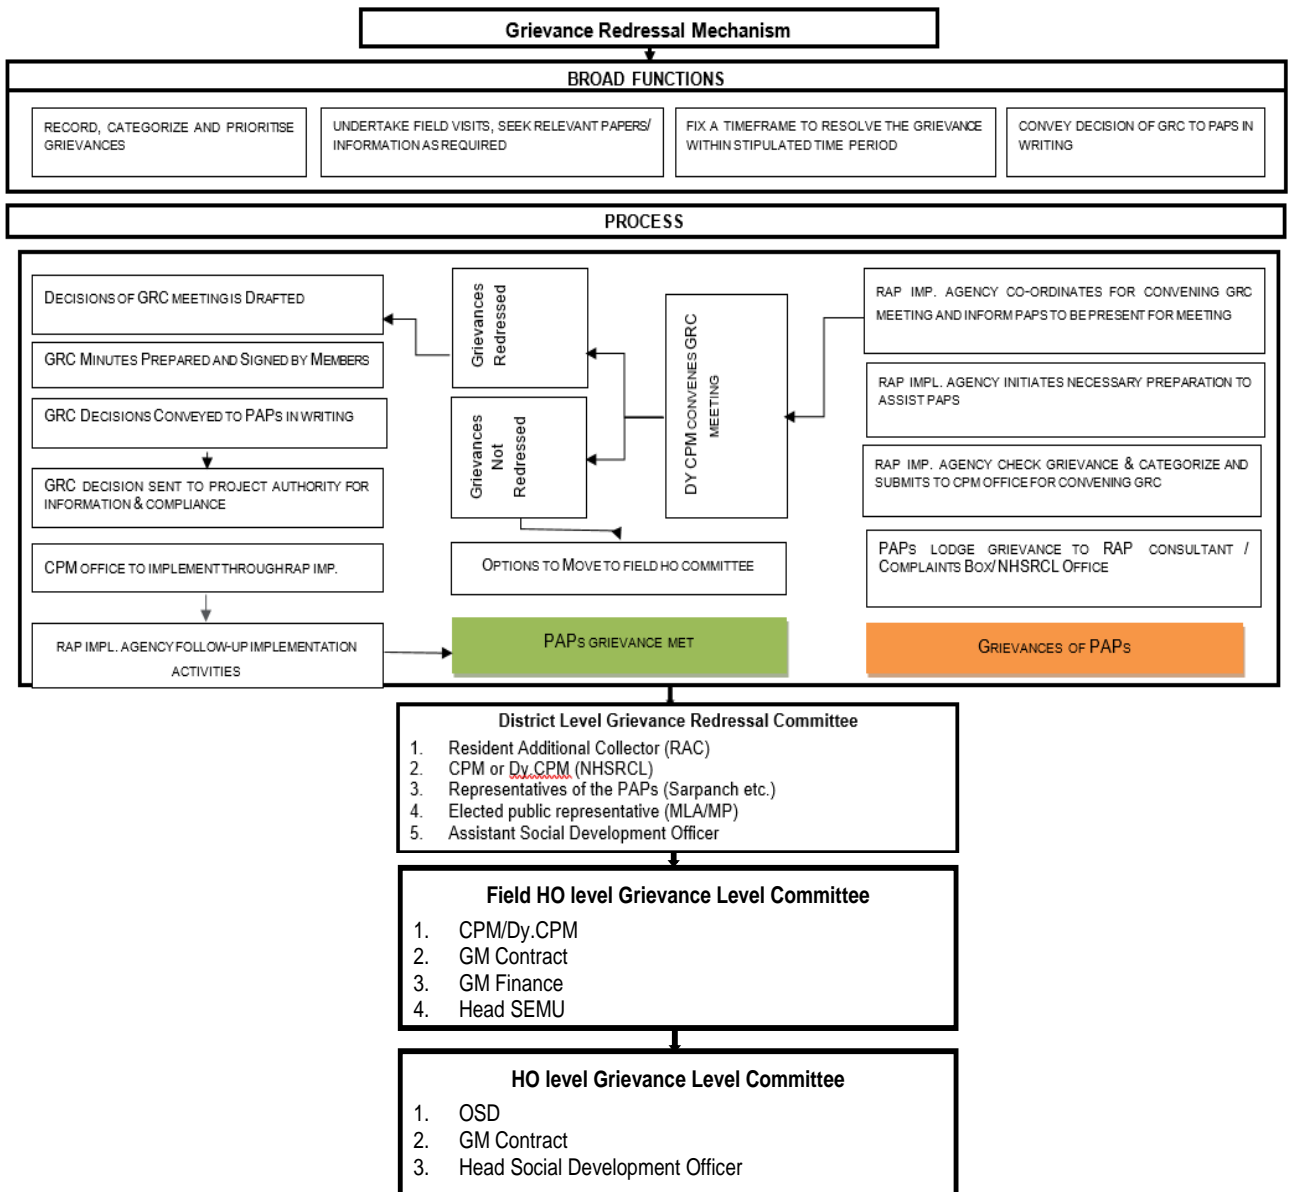 Grievance Redressal Mechanism
BROAD FUNCTIONS
RECORD, CATEGORIZE AND PRIORITISE
GRIEVANCES
UNDERTAKE FIELD VISITS, SEEK RELEVANT PAPERS/
INFORMATION AS REQUIRED
FIX A TIMEFRAME TO RESOLVE THE GRIEVANCE
WITHIN STIPULATED TIME PERIOD
CONVEY DECISION OF GRC TO PAPS IN
WRITING
PROCESS
DECISIONS OF GRC MEETING IS DRAFTED
GRC MINUTES PREPARED AND SIGNED BY MEMBERS
GRC DECISIONS CONVEYED TO PAPS IN WRITING
GRC DECISION SENT TO PROJECT AUTHORITY FOR
INFORMATION & COMPLIANCE
CPM OFFICE TO IMPLEMENT THROUGH RAP IMP.
RAP IMPL. AGENCY FOLLOW-UP IMPLEMENTATION
ACTIVITIES
Grievances
Redressed
Grievances
Not
Redressed
OPTIONS TO MOVE TO FIELD HO COMMITTEE
PAPS GRIEVANCE MET
DY CPM CONVENES GRC
MEETING
RAP IMP. AGENCY CO-ORDINATES FOR CONVENING GRC
MEETING AND INFORM PAPS TO BE PRESENT FOR MEETING
RAP IMPL. AGENCY INITIATES NECESSARY PREPARATION TO
ASSIST PAPS
RAP IMP. AGENCY CHECK GRIEVANCE & CATEGORIZE AND
SUBMITS TO CPM OFFICE FOR CONVENING GRC
PAPS LODGE GRIEVANCE TO RAP CONSULTANT /
COMPLAINTS BOX/ NHSRCL OFFICE
GRIEVANCES OF PAPS
District Level Grievance Redressal Committee
1. Resident Additional Collector (RAC)
2. CPM or Dy.CPM (NHSRCL)
3. Representatives of the PAPs (Sarpanch etc.)
4. Elected public representative (MLA/MP)
5. Assistant Social Development Officer
Field HO level Grievance Level Committee
1. CPM/Dy.CPM
2. GM Contract
3. GM Finance
4. Head SEMU
HO level Grievance Level Committee
1. OSD
2. GM Contract
3. Head Social Development Officer